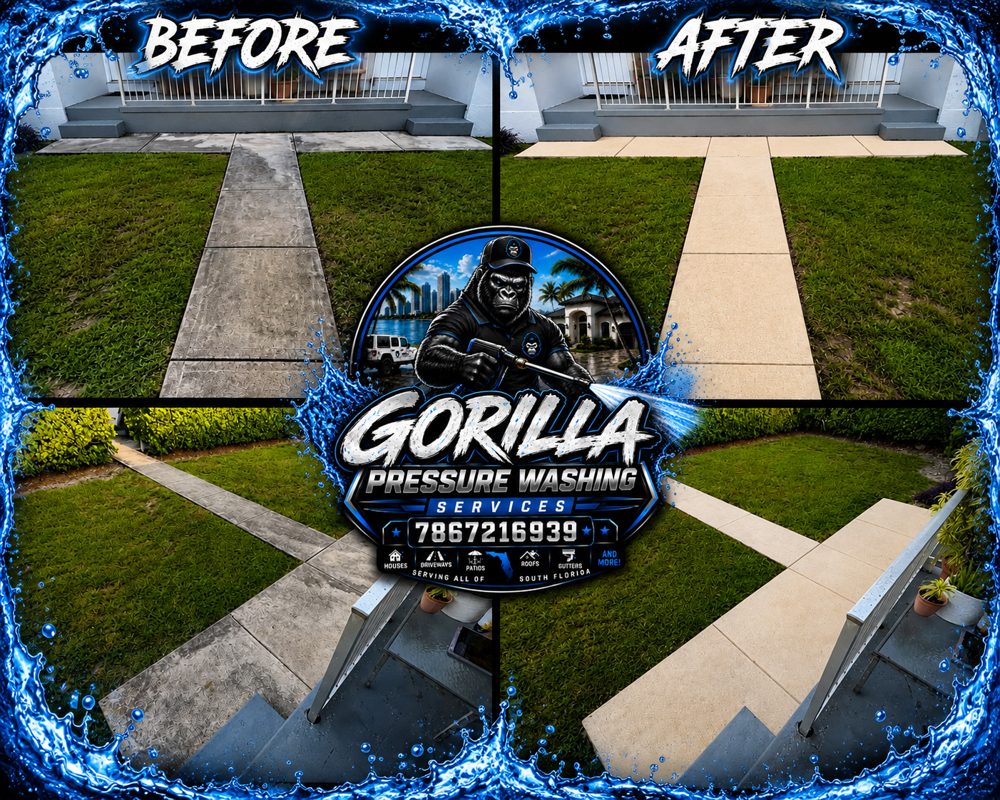 BEFORE
AFTER
GORILLA
PRESSURE WASHING
SERVICES
7867216939
HOUSES
DRIVEWAYS
PATIOS
ROOFS
GUTTERS
AND
MORE!
SERVING ALL OF SOUTH FLORIDA